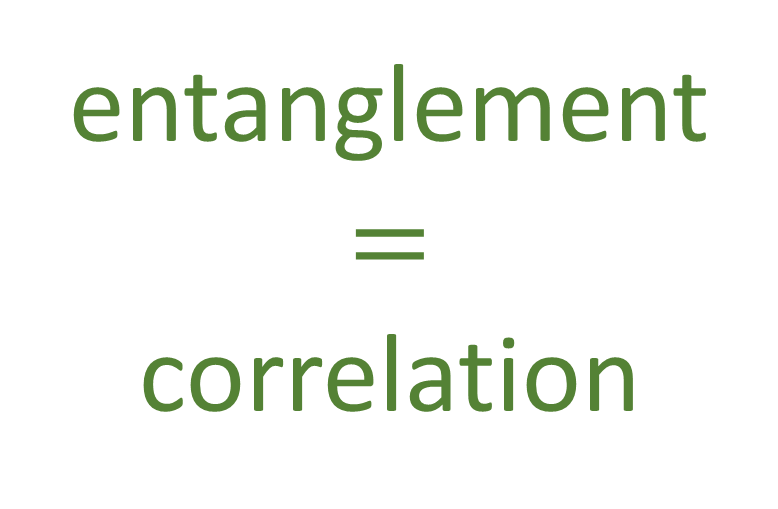 entanglement
=
correlation